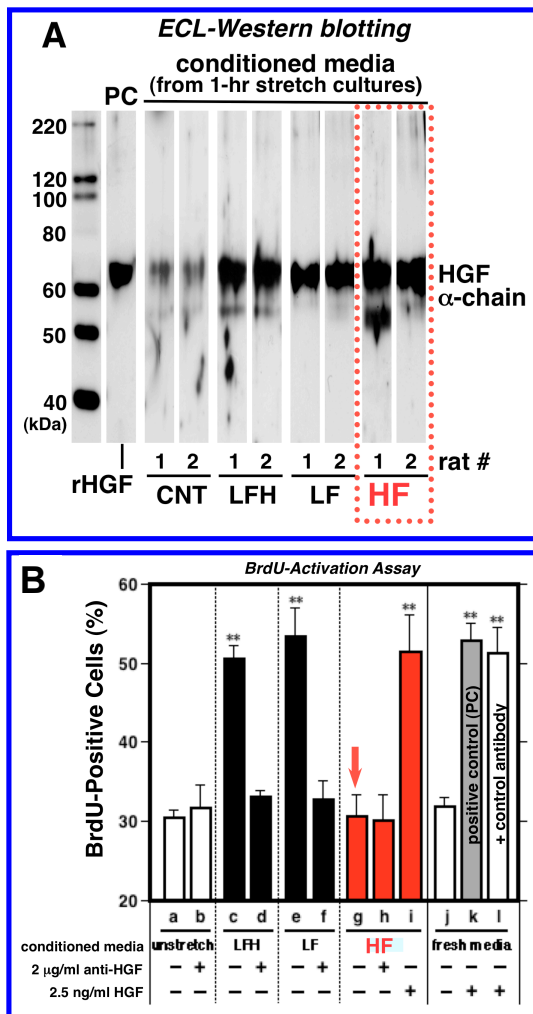 A
ECL-Western blotting
conditioned media
(from 1-hr stretch cultures)
PC
220
120
100
80
60
50
40
(kDa)
HGF
α-chain
1 2 1 2 1 2 1 2 rat #
rHGF CNT LFH LF HF
B
BrdU-Activation Assay
BrdU-Positive Cells (%)
60
50
40
30
20
** ** ** ** **
positive control (PC)
+ control antibody
a b c d e f g h i j k l
conditioned media unstretch LFH LF HF fresh media
2 μg/ml anti-HGF – + – + – + – + – – – –
2.5 ng/ml HGF – – – – – – – – + – + +